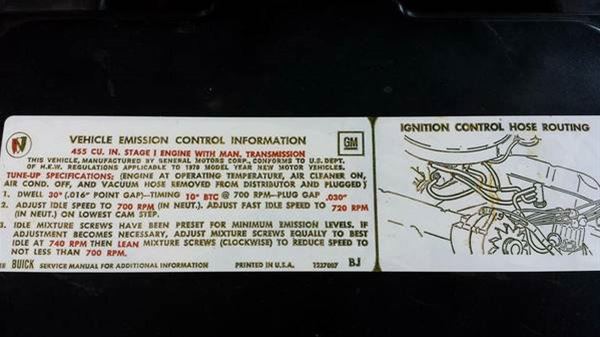 VEHICLE EMISSION CONTROL INFORMATION
GM
455 CU. IN. STAGE 1 ENGINE WITH MAN. TRANSMISSION
THIS VEHICLE, MANUFACTURED BY GENERAL MOTORS CORP., CONFORMS TO U.S. DEPT.
OF H.E.W. REGULATIONS APPLICABLE TO 1970 MODEL YEAR NEW MOTOR VEHICLES.
TUNE-UP SPECIFICATIONS; (ENGINE AT OPERATING TEMPERATURE, AIR CLEANER ON,
AIR COND. OFF, AND VACUUM HOSE REMOVED FROM DISTRIBUTOR AND PLUGGED)
1. DWELL 30° (.016" POINT GAP)-TIMING 10° BTC @ 700 RPM-PLUG GAP .030"
2. ADJUST IDLE SPEED TO 700 RPM (IN NEUT.). ADJUST FAST IDLE SPEED TO 720 RPM
(IN NEUT.) ON LOWEST CAM STEP.
3. IDLE MIXTURE SCREWS HAVE BEEN PRESET FOR MINIMUM EMISSION LEVELS. IF
ADJUSTMENT BECOMES NECESSARY, ADJUST MIXTURE SCREWS EQUALLY TO BEST
IDLE AT 740 RPM THEN LEAN MIXTURE SCREWS (CLOCKWISE) TO REDUCE SPEED TO
NOT LESS THAN 700 RPM.
BUICK SERVICE MANUAL FOR ADDITIONAL INFORMATION PRINTED IN U.S.A. BJ
IGNITION CONTROL HOSE ROUTING